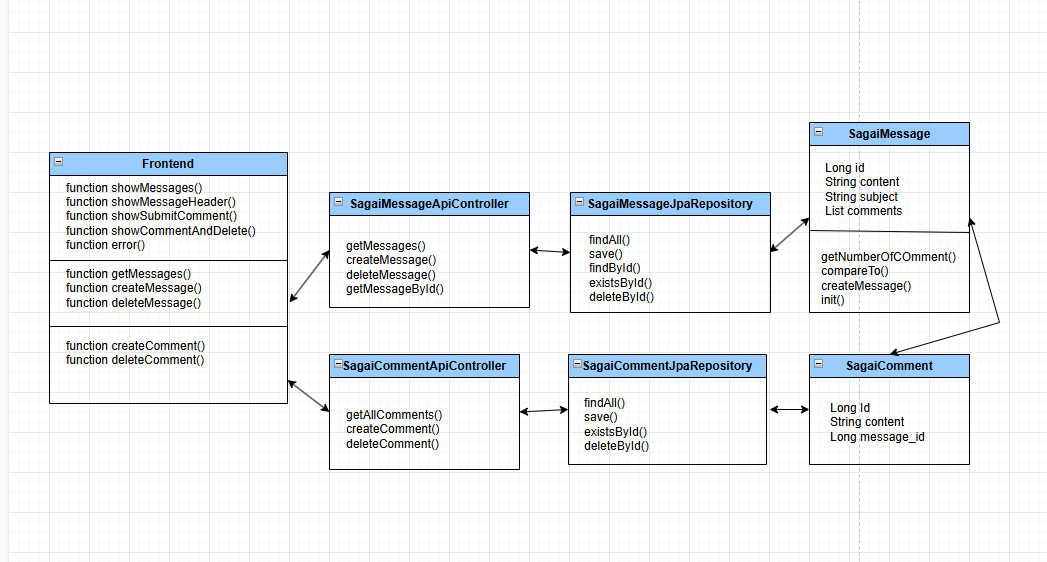 Frontend
function showMessages()
function showMessageHeader()
function showSubmitComment()
function showCommentAndDelete()
function error()
function getMessages()
function createMessage()
function deleteMessage()
function createComment()
function deleteComment()
SagaiMessageApiController
getMessages()
createMessage()
deleteMessage()
getMessageById()
SagaiMessageJpaRepository
findAll()
save()
findById()
existsById()
deleteById()
SagaiMessage
Long id
String content
String subject
List comments
getNumberOfCOmment()
compareTo()
createMessage()
init()
SagaiCommentApiController
getAllComments()
createComment()
deleteComment()
SagaiCommentJpaRepository
findAll()
save()
existsById()
deleteById()
SagaiComment
Long Id
String content
Long message_id